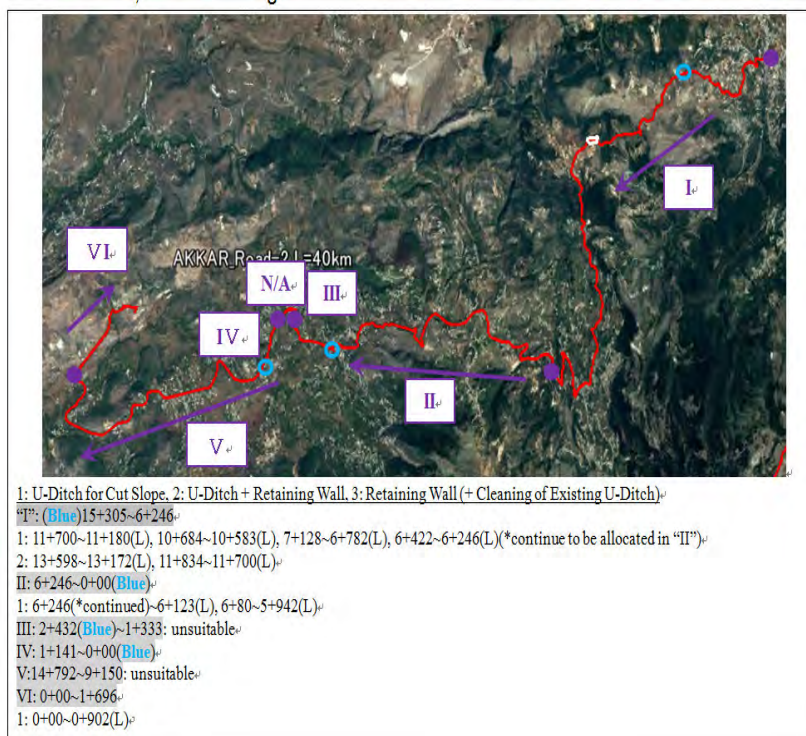 I
VI
AKKAR_Road-2 L=40km
N/A
III
IV
II
V
1: U-Ditch for Cut Slope, 2: U-Ditch + Retaining Wall, 3: Retaining Wall (+ Cleaning of Existing U-Ditch)
“I”: (Blue)15+305~6+246
1: 11+700~11+180(L), 10+684~10+583(L), 7+128~6+782(L), 6+422~6+246(L)(*continue to be allocated in “II”)
2: 13+598~13+172(L), 11+834~11+700(L)
II: 6+246~0+00(Blue)
1: 6+246(*continued)~6+123(L), 6+80~5+942(L)
III: 2+432(Blue)~1+333: unsuitable
IV: 1+141~0+00(Blue)
V:14+792~9+150: unsuitable
VI: 0+00~1+696
1: 0+00~0+902(L)